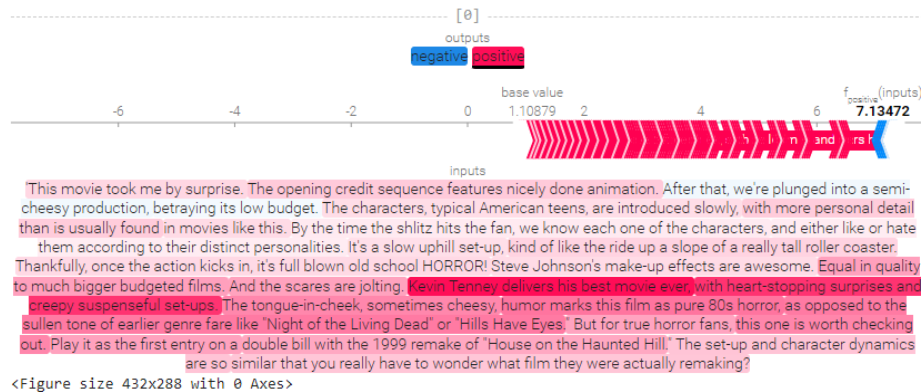 [0]
outputs
negative positive
base value f positive(inputs)
-6 -4 -2 0 1.10879 2 4 6 7.13472
inputs
'This movie took me by surprise. The opening credit sequence features nicely done animation. After that, we're plunged into a semi-
cheesy production, betraying its low budget. The characters, typical American teens, are introduced slowly, with more personal detail
than is usually found in movies like this. By the time the shlitz hits the fan, we know each one of the characters, and either like or hate
them according to their distinct personalities. It's a slow uphill set-up, kind of like the ride up a slope of a really tall roller coaster.
Thankfully, once the action kicks in, it's full blown old school HORROR! Steve Johnson's make-up effects are awesome. Equal in quality
to much bigger budgeted films. And the scares are jolting. Kevin Tenney delivers his best movie ever, with heart-stopping surprises and
creepy suspenseful set-ups. The tongue-in-cheek, sometimes cheesy, humor marks this film as pure 80s horror, as opposed to the
sullen tone of earlier genre fare like "Night of the Living Dead" or "Hills Have Eyes." But for true horror fans, this one is worth checking
out. Play it as the first entry on a double bill with the 1999 remake of "House on the Haunted Hill." The set-up and character dynamics
are so similar that you really have to wonder what film they were actually remaking?
<Figure size 432x288 with 0 Axes>